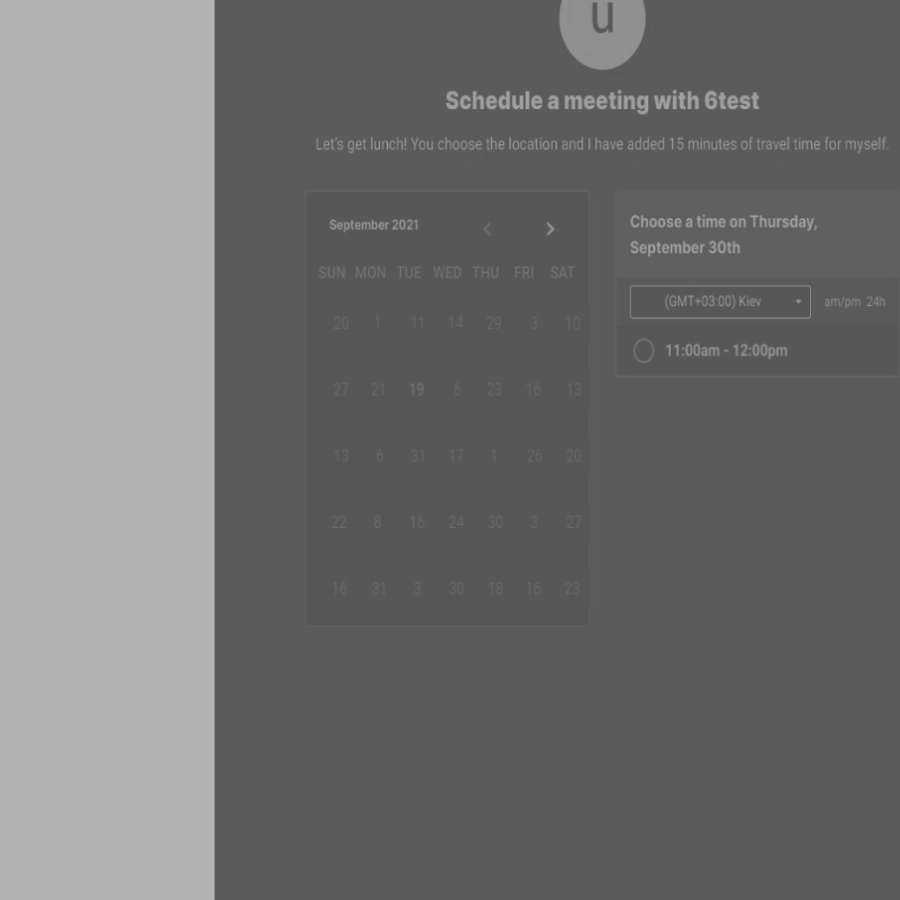 u
Schedule a meeting with 6test
Let's get lunch! You choose the location and I have added 15 minutes of travel time for myself.
September 2021
SUN MON TUE WED THU FRI SAT
20 1 11 14 29 3 10
27 21 19 6 23 16 13
13 6 31 17 1 26 20
22 8 16 24 30 3 27
16 31 3 30 18 16 23
Choose a time on Thursday,
September 30th
(GMT+03:00) Kiev am/pm 24h
11:00am - 12:00pm